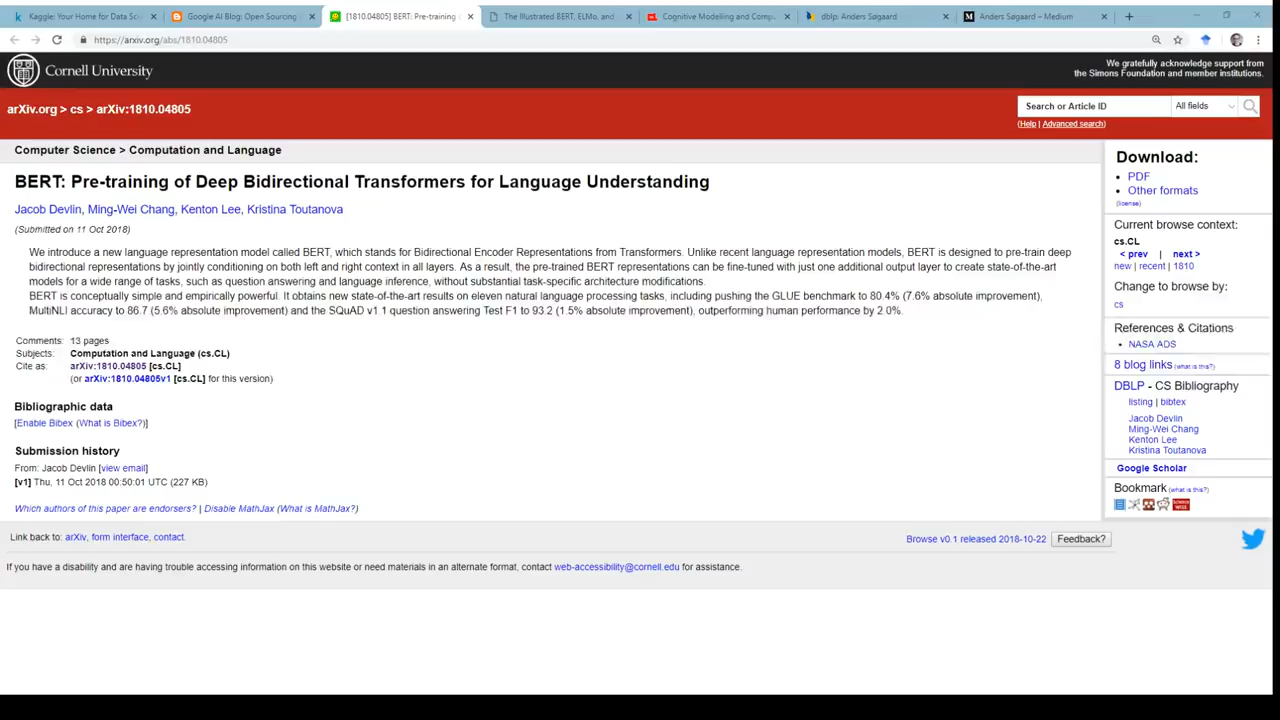 Kaggle: Your Home for Data Sci
Google AI Blog: Open Sourcing
[1810.04805] BERT: Pre-training
The Illustrated BERT, ELMo, and
Cognitive Modelling and Compu
dblp: Anders Søgaard
Anders Søgaard – Medium
https://arxiv.org/abs/1810.04805
Cornell University
We gratefully acknowledge support from
the Simons Foundation and member institutions.
arXiv.org > cs > arXiv:1810.04805
Search or Article ID
All fields
(Help | Advanced search)
Computer Science > Computation and Language
BERT: Pre-training of Deep Bidirectional Transformers for Language Understanding
Jacob Devlin, Ming-Wei Chang, Kenton Lee, Kristina Toutanova
(Submitted on 11 Oct 2018)
We introduce a new language representation model called BERT, which stands for Bidirectional Encoder Representations from Transformers. Unlike recent language representation models, BERT is designed to pre-train deep
bidirectional representations by jointly conditioning on both left and right context in all layers. As a result, the pre-trained BERT representations can be fine-tuned with just one additional output layer to create state-of-the-art
models for a wide range of tasks, such as question answering and language inference, without substantial task-specific architecture modifications.
BERT is conceptually simple and empirically powerful. It obtains new state-of-the-art results on eleven natural language processing tasks, including pushing the GLUE benchmark to 80.4% (7.6% absolute improvement),
MultiNLI accuracy to 86.7 (5.6% absolute improvement) and the SQuAD v1.1 question answering Test F1 to 93.2 (1.5% absolute improvement), outperforming human performance by 2.0%.
Comments: 13 pages
Subjects: Computation and Language (cs.CL)
Cite as: arXiv:1810.04805 [cs.CL]
(or arXiv:1810.04805v1 [cs.CL] for this version)
Bibliographic data
[Enable Bibex (What is Bibex?)]
Submission history
From: Jacob Devlin [view email]
[v1] Thu, 11 Oct 2018 00:50:01 UTC (227 KB)
Which authors of this paper are endorsers? | Disable MathJax (What is MathJax?)
Download:
PDF
Other formats
(license)
Current browse context:
cs.CL
< prev | next >
new | recent | 1810
Change to browse by:
cs
References & Citations
NASA ADS
8 blog links (what is this?)
DBLP - CS Bibliography
listing | bibtex
Jacob Devlin
Ming-Wei Chang
Kenton Lee
Kristina Toutanova
Google Scholar
Bookmark (what is this?)
Link back to: arXiv, form interface, contact.
Browse v0.1 released 2018-10-22 Feedback?
If you have a disability and are having trouble accessing information on this website or need materials in an alternate format, contact web-accessibility@cornell.edu for assistance.